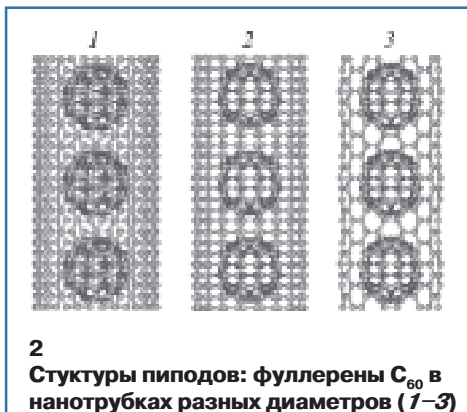 1 2 3
2
Стуктуры пиподов: фуллерены C₆₀ в
нанотрубках разных диаметров (1–3)